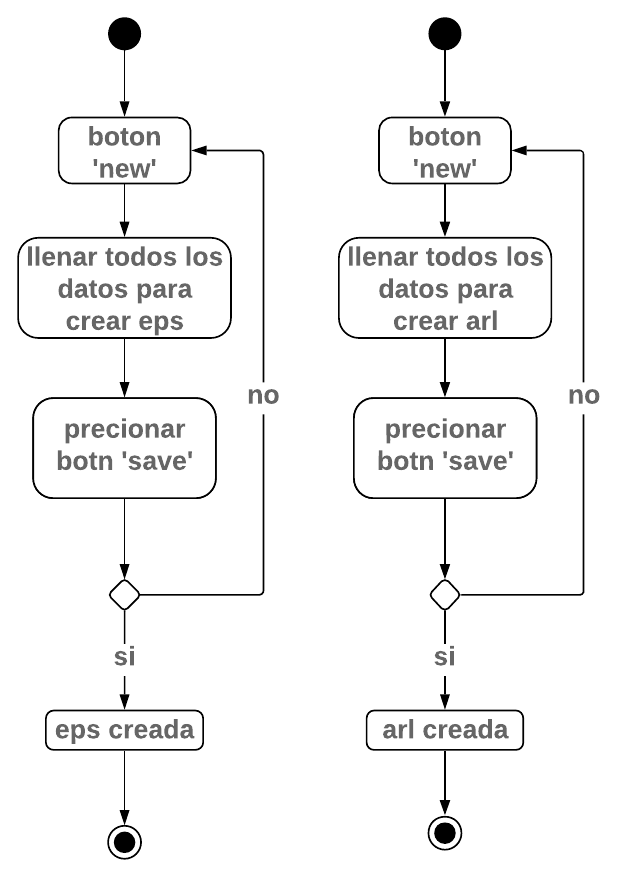 boton
'new'
llenar todos los
datos para
crear eps
no
precionar
botn 'save'
si
eps creada
boton
'new'
llenar todos los
datos para
crear arl
no
precionar
botn 'save'
si
arl creada